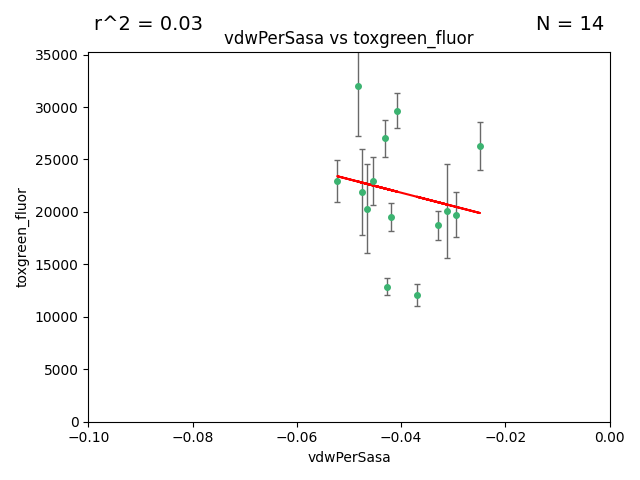 r^2 = 0.03
N = 14
vdwPerSasa vs toxgreen_fluor
35000
30000
25000
20000
15000
10000
5000
0
toxgreen_fluor
−0.10
−0.08
−0.06
−0.04
−0.02
0.00
vdwPerSasa